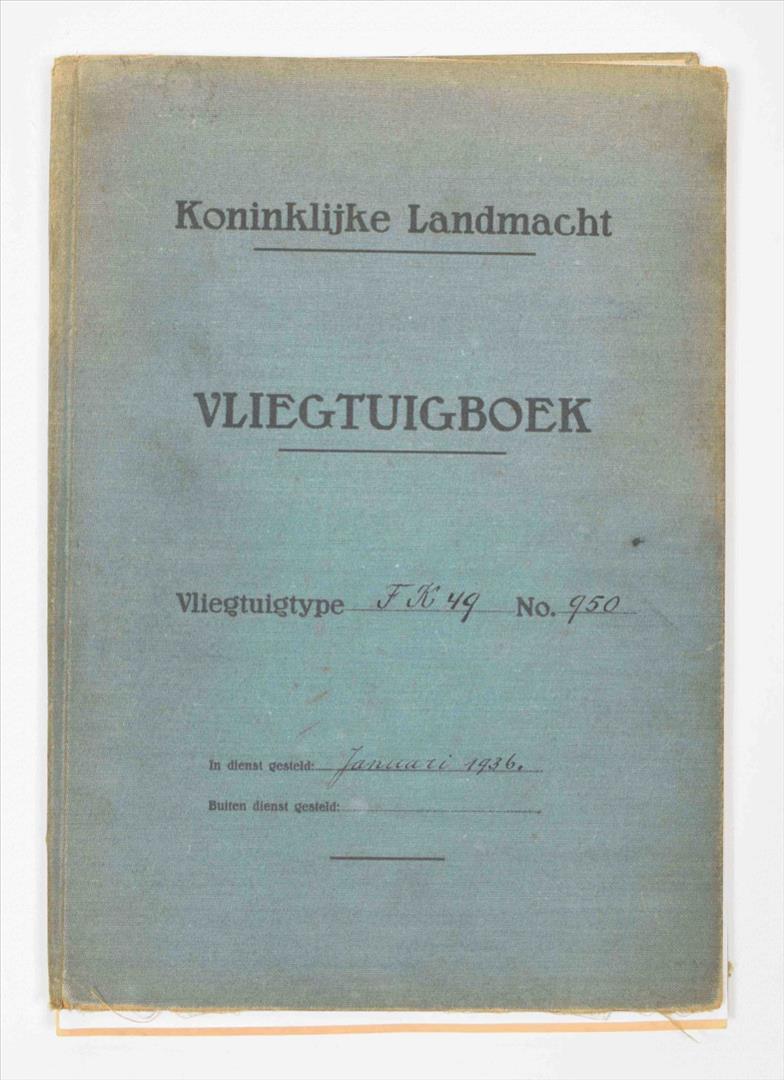 Koninklijke Landmacht
VLIEGTUIGBOEK
Vliegtuigtype FK 49 No. 950
In dienst gesteld: Januari 1936.
Buiten dienst gesteld: